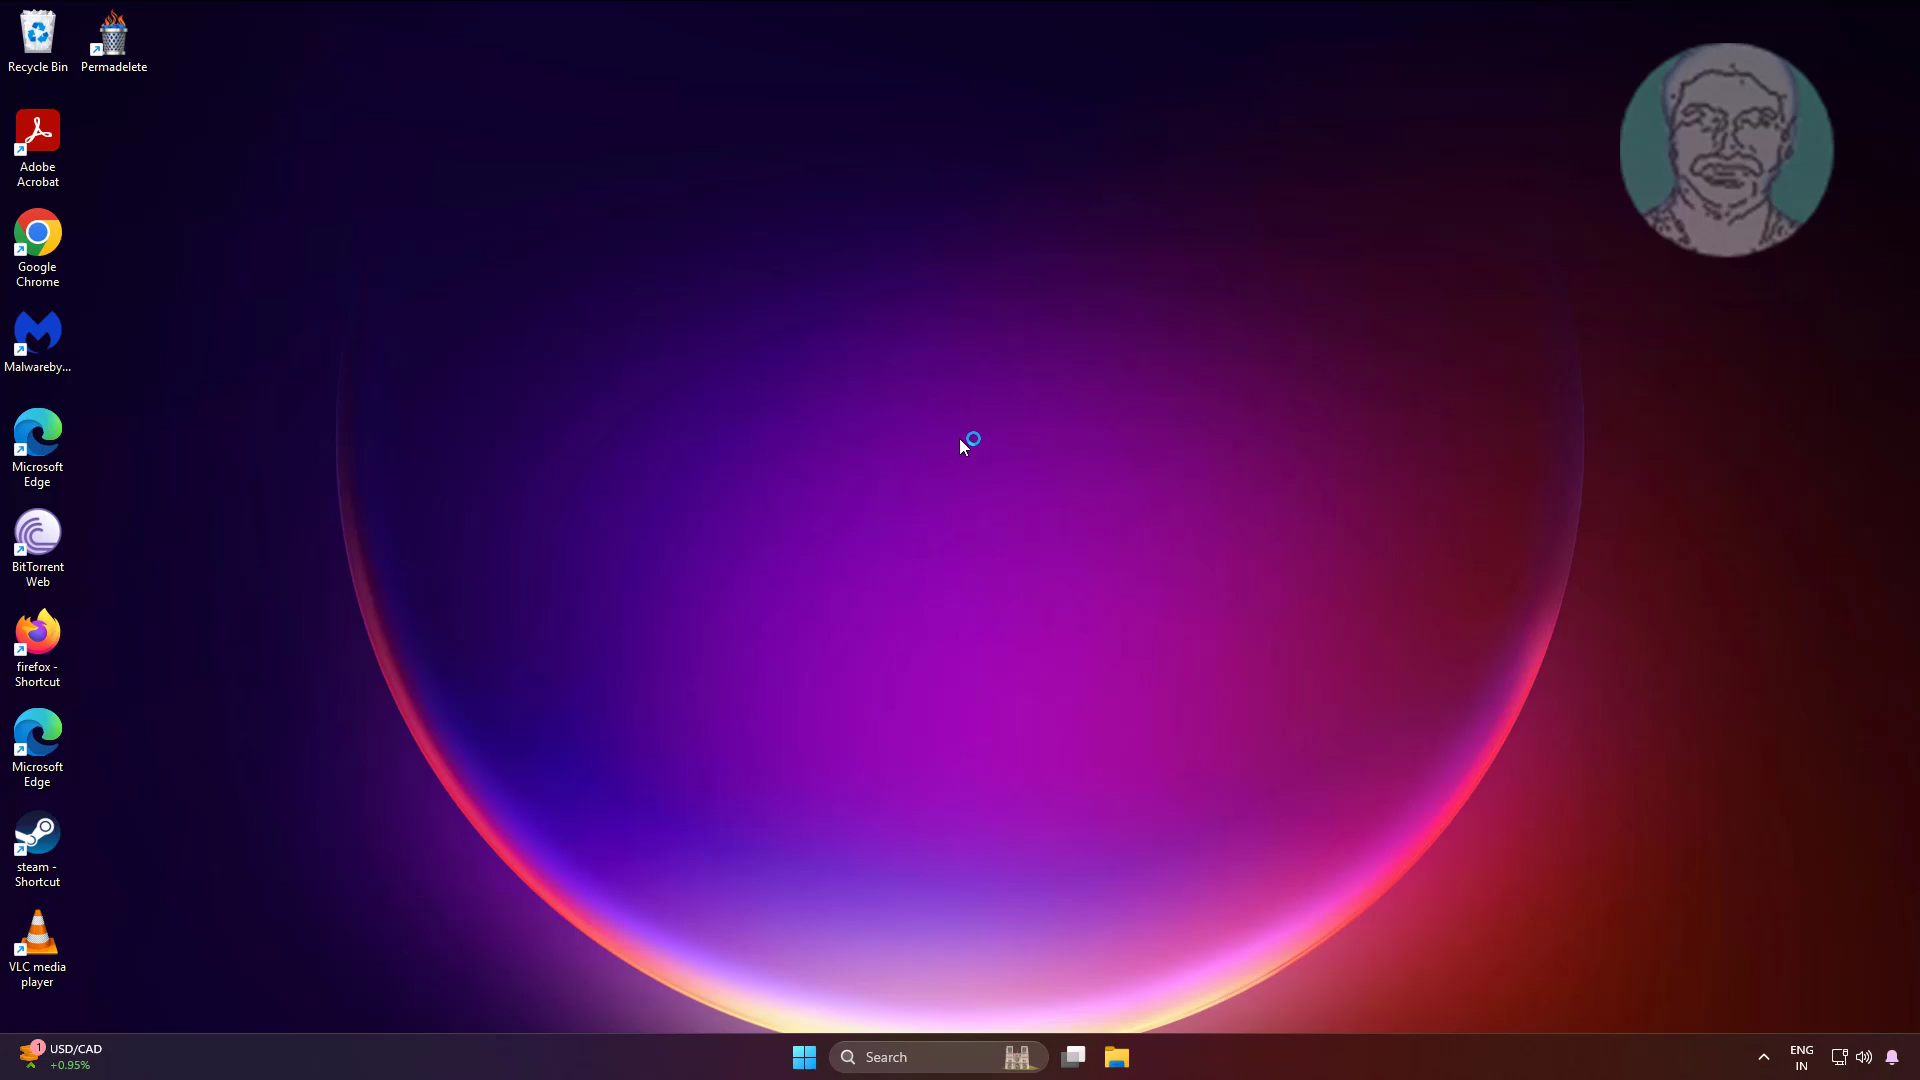 Recycle Bin
Permadelete
Adobe
Acrobat
Google
Chrome
Malwareby...
Microsoft
Edge
BitTorrent
Web
firefox -
Shortcut
Microsoft
Edge
steam -
Shortcut
VLC media
player
1
USD/CAD
+0.95%
Search
ENG
IN